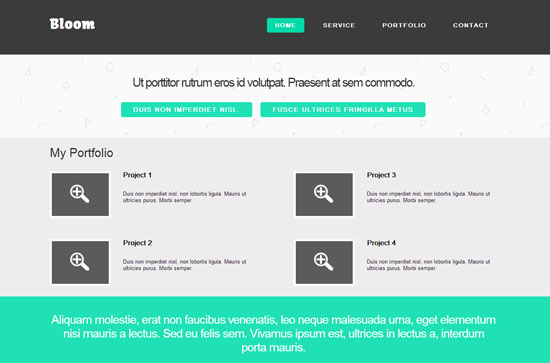 Bloom
HOME SERVICE PORTFOLIO CONTACT
Ut porttitor rutrum eros id volutpat. Praesent at sem commodo.
DUIS NON IMPERDIET NISL. FUSCE ULTRICES FRINGILLA METUS
My Portfolio
Project 1
Duis non imperdiet nisl, non lobortis ligula. Mauris ut
ultricies purus. Morbi semper.
Project 3
Duis non imperdiet nisl, non lobortis ligula. Mauris ut
ultricies purus. Morbi semper.
Project 2
Duis non imperdiet nisl, non lobortis ligula. Mauris ut
ultricies purus. Morbi semper.
Project 4
Duis non imperdiet nisl, non lobortis ligula. Mauris ut
ultricies purus. Morbi semper.
Aliquam molestie, erat non faucibus venenatis, leo neque malesuada urna, eget elementum
nisi mauris a lectus. Sed eu felis sem. Vivamus ipsum est, ultrices in lectus a, interdum
porta mauris.